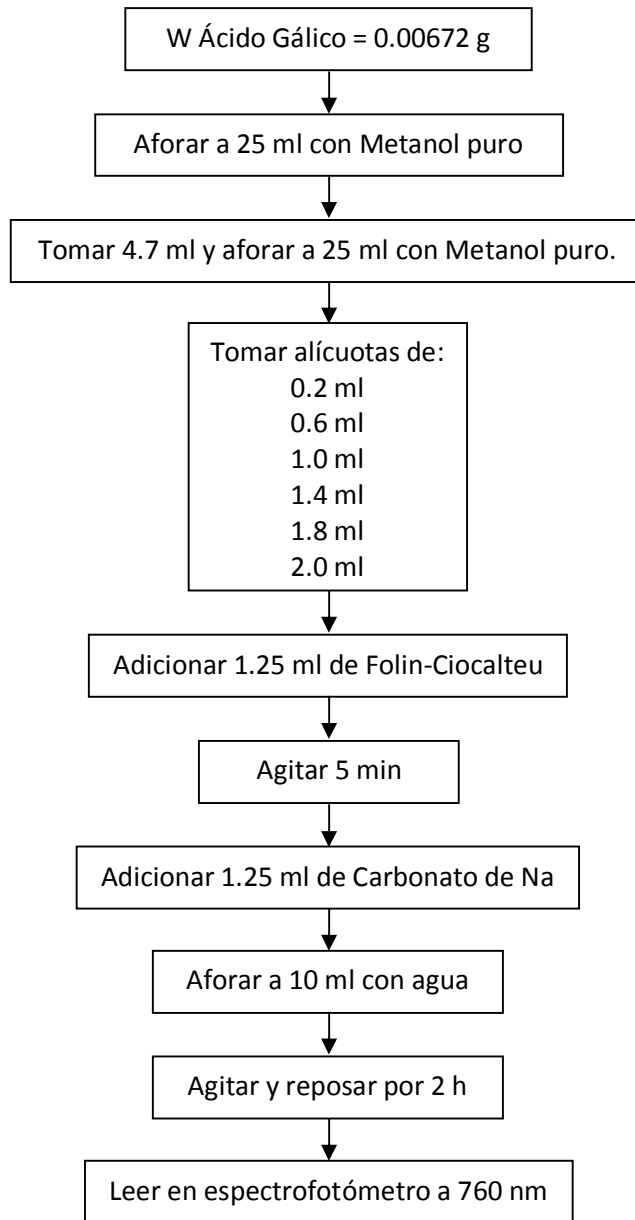 W Ácido Gálico = 0.00672 g
Aforar a 25 ml con Metanol puro
Tomar 4.7 ml y aforar a 25 ml con Metanol puro.
Tomar alícuotas de:
0.2 ml
0.6 ml
1.0 ml
1.4 ml
1.8 ml
2.0 ml
Adicionar 1.25 ml de Folin-Ciocalteu
Agitar 5 min
Adicionar 1.25 ml de Carbonato de Na
Aforar a 10 ml con agua
Agitar y reposar por 2 h
Leer en espectrofotómetro a 760 nm